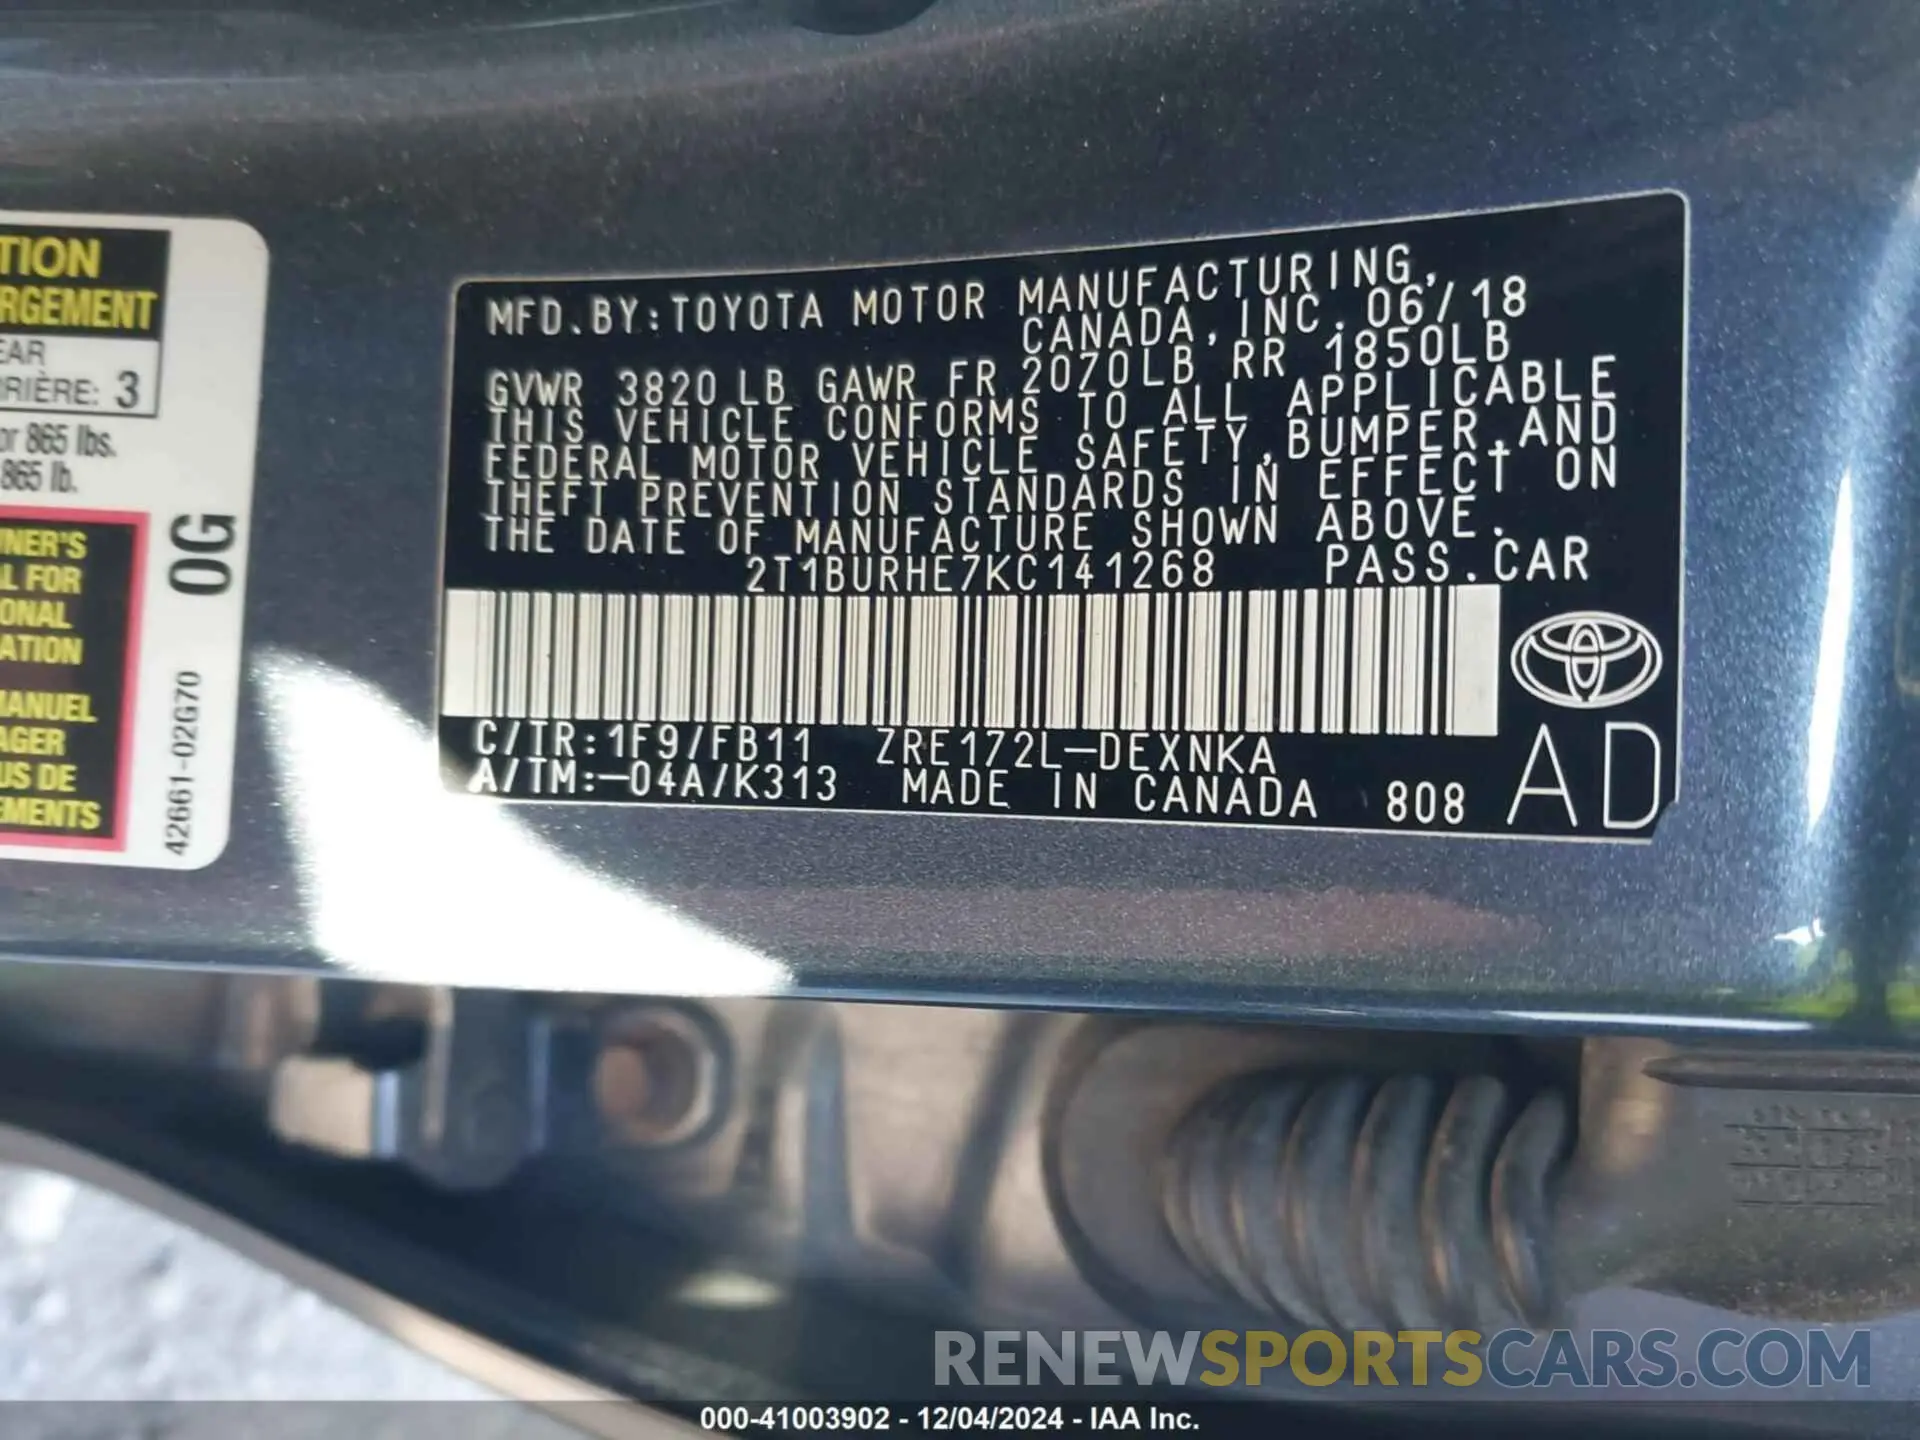 TION
RGEMENT
EAR
RIÈRE: 3
or 865 lbs.
865 lb.
WNER'S
L FOR
ONAL
ATION
MANUEL
AGER
US DE
EMENTS
0G
42661-02G70
MFD.BY:TOYOTA MOTOR MANUFACTURING,
CANADA, INC. 06/18
GVWR 3820LB GAWR FR 2070LB RR 1850LB
THIS VEHICLE CONFORMS TO ALL APPLICABLE
FEDERAL MOTOR VEHICLE SAFETY,BUMPER,AND
THEFT PREVENTION STANDARDS IN EFFECT ON
THE DATE OF MANUFACTURE SHOWN ABOVE.
2T1BURHE7KC141268 PASS.CAR
C/TR:1F9/FB11 ZRE172L-DEXNKA
A/TM:-04A/K313 MADE IN CANADA 808
AD
RENEWSPORTSCARS.COM
000-41003902 - 12/04/2024 - IAA Inc.